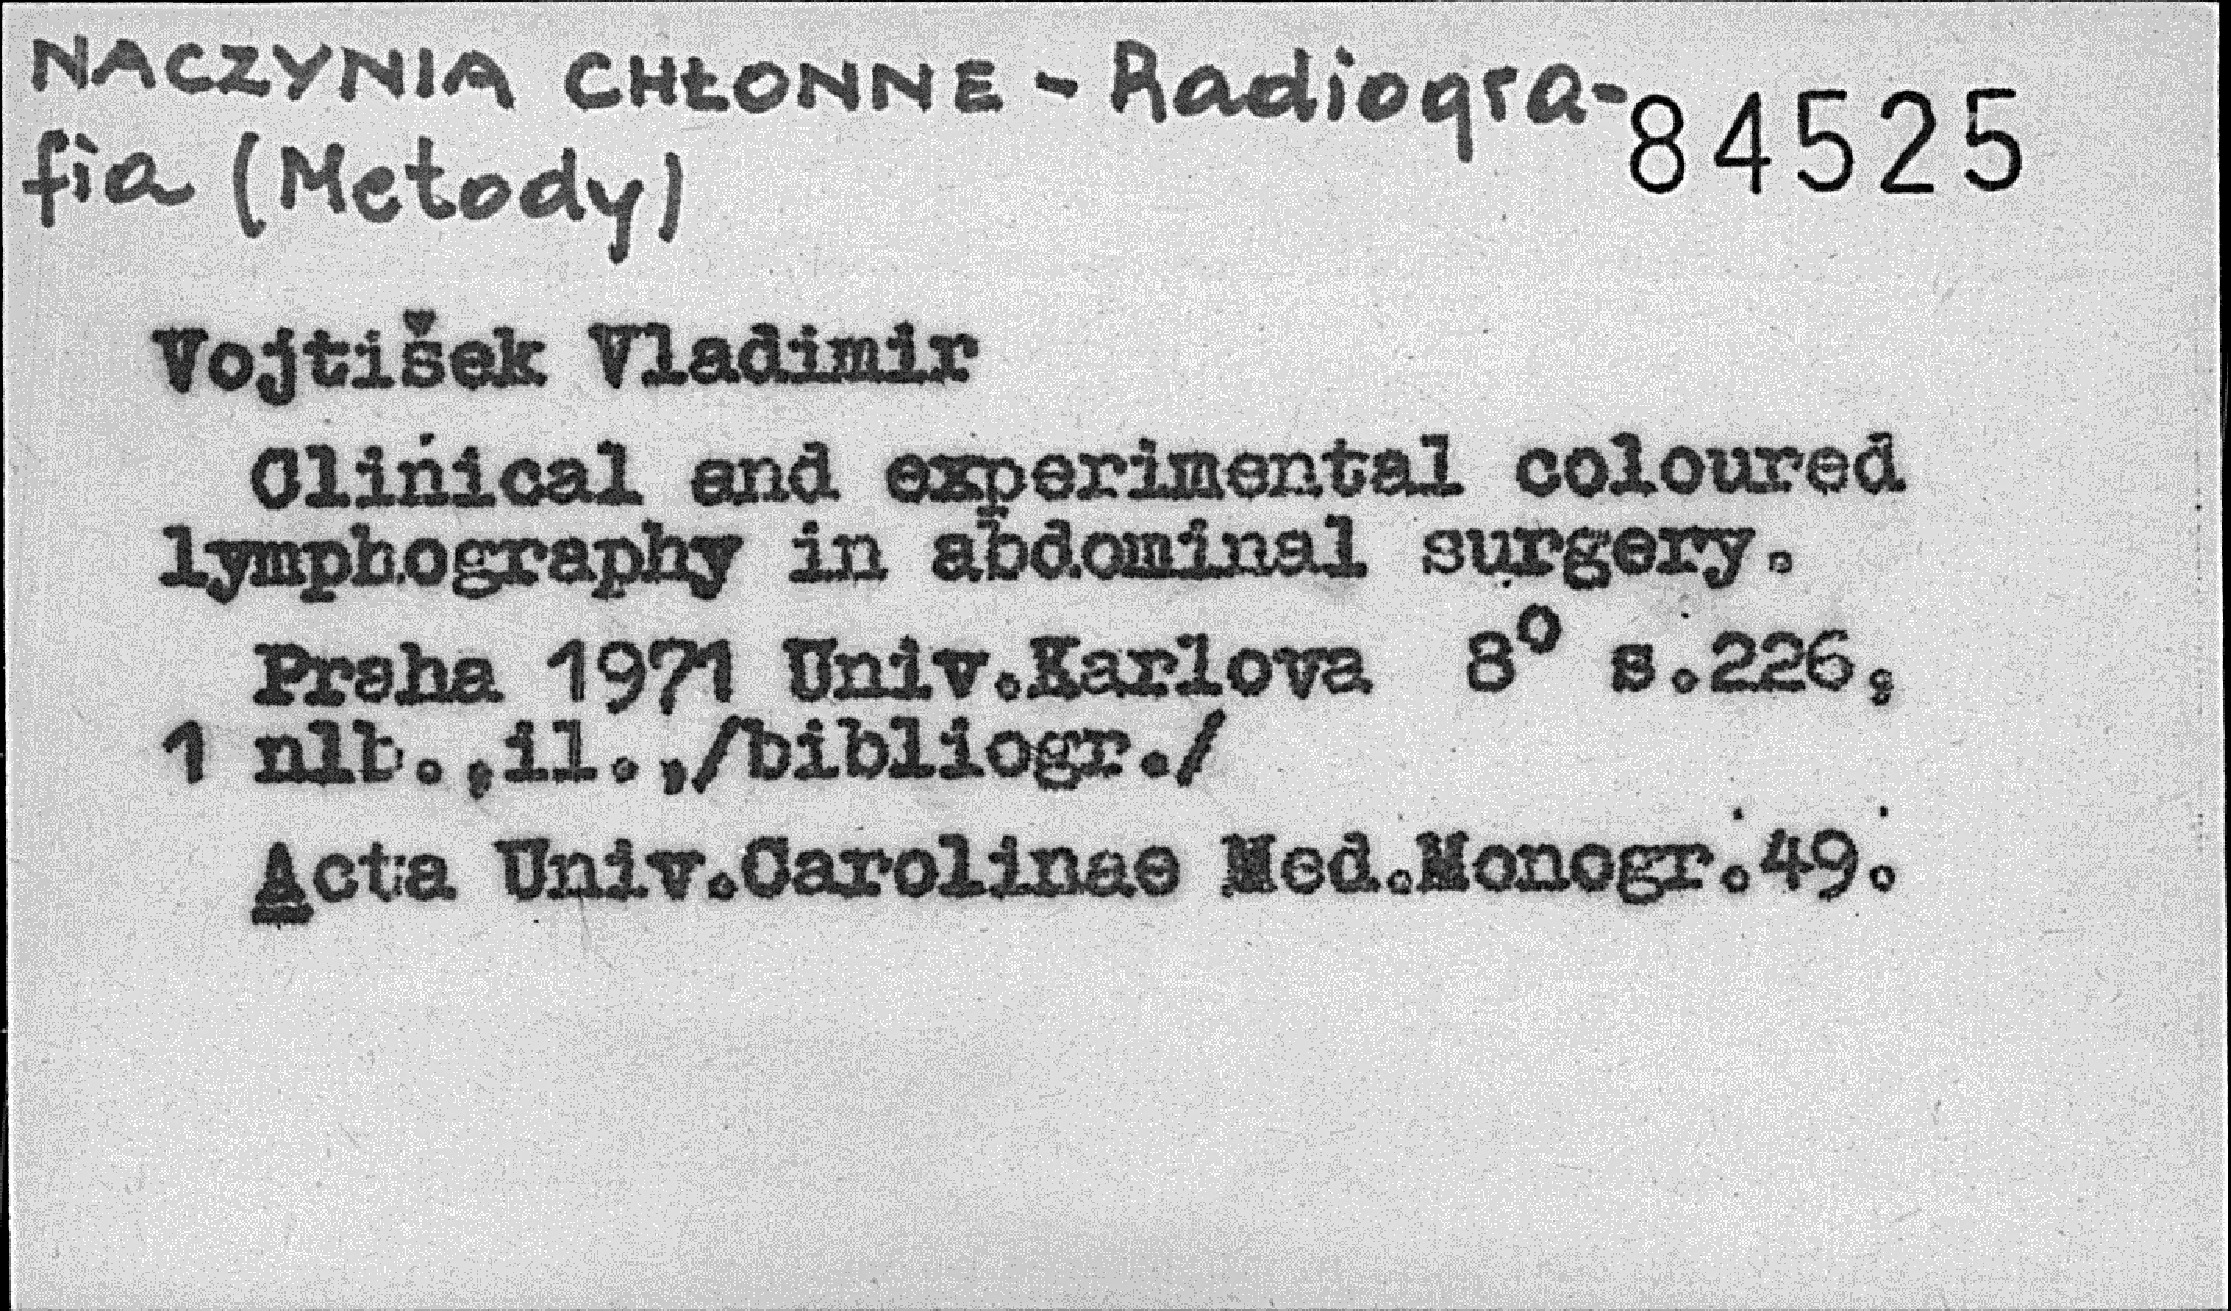 NACZYNIA CHŁONNE - Radiogra-
fia (Metody)
84525
Vojtíšek Vladimir
Clinical and experimental coloured
lymphography in abdominal surgery.
Praha 1971 Univ.Karlova 8° s.226,
1 nlb.,il.,/bibliogr./
Acta Univ.Carolinae Med.Monogr.49.